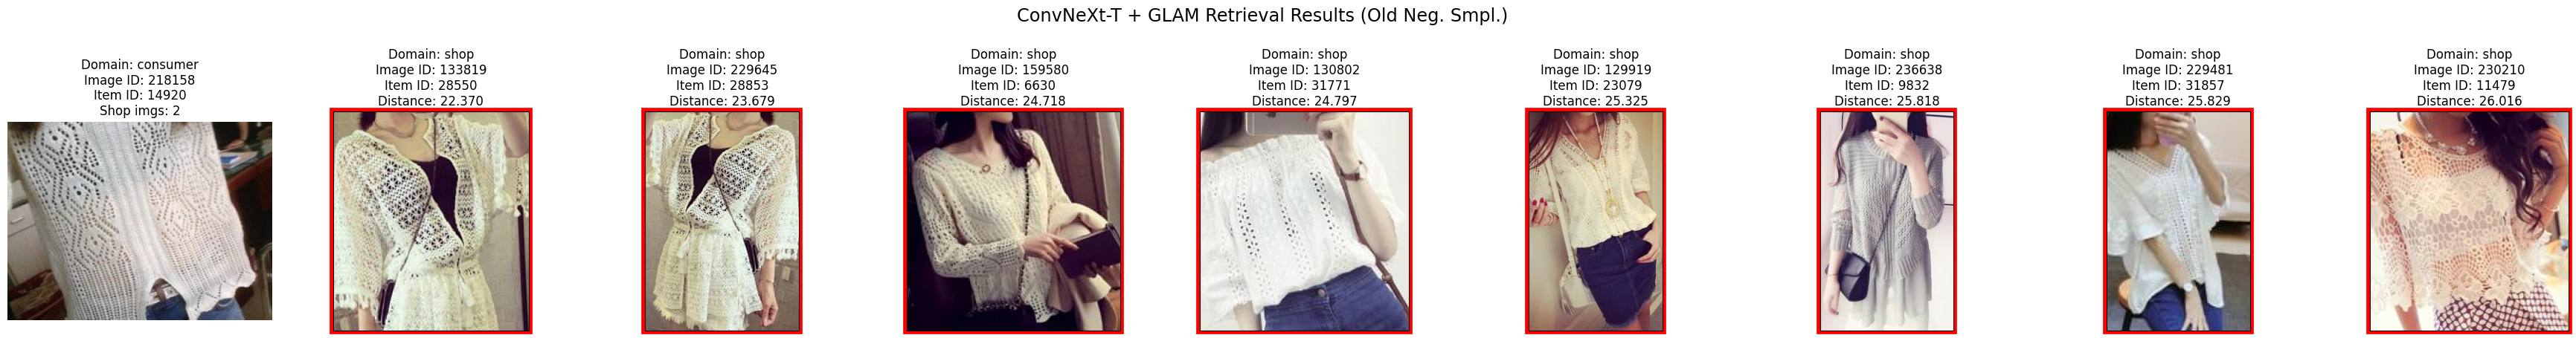 ConvNeXt-T + GLAM Retrieval Results (Old Neg. Smpl.)
Domain: consumer
Image ID: 218158
Item ID: 14920
Shop imgs: 2
Domain: shop
Image ID: 133819
Item ID: 28550
Distance: 22.370
Domain: shop
Image ID: 229645
Item ID: 28853
Distance: 23.679
Domain: shop
Image ID: 159580
Item ID: 6630
Distance: 24.718
Domain: shop
Image ID: 130802
Item ID: 31771
Distance: 24.797
Domain: shop
Image ID: 129919
Item ID: 23079
Distance: 25.325
Domain: shop
Image ID: 236638
Item ID: 9832
Distance: 25.818
Domain: shop
Image ID: 229481
Item ID: 31857
Distance: 25.829
Domain: shop
Image ID: 230210
Item ID: 11479
Distance: 26.016